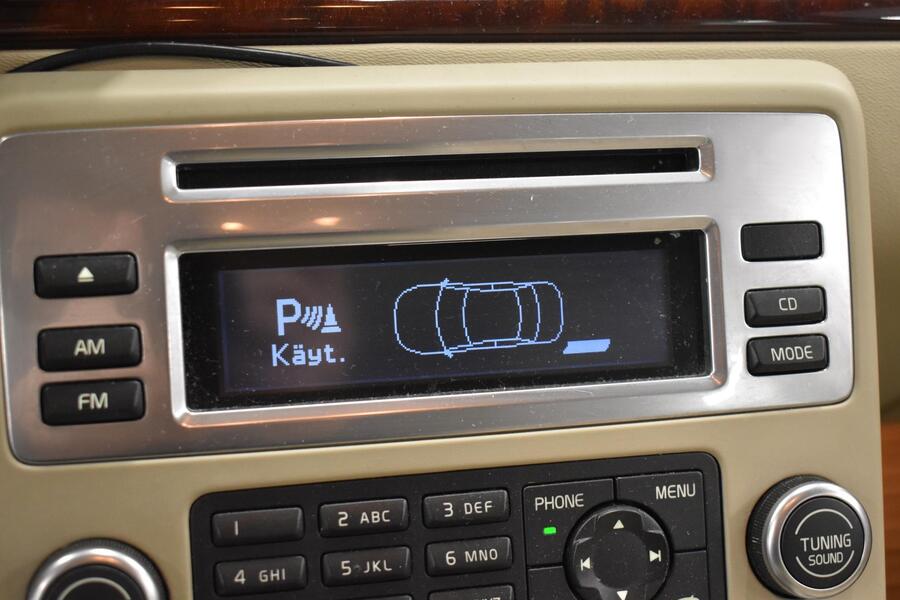 P
Käyt.
AM
FM
CD
MODE
1
2 ABC
3 DEF
4 GHI
5 JKL
6 MNO
PHONE
MENU
TUNING
SOUND